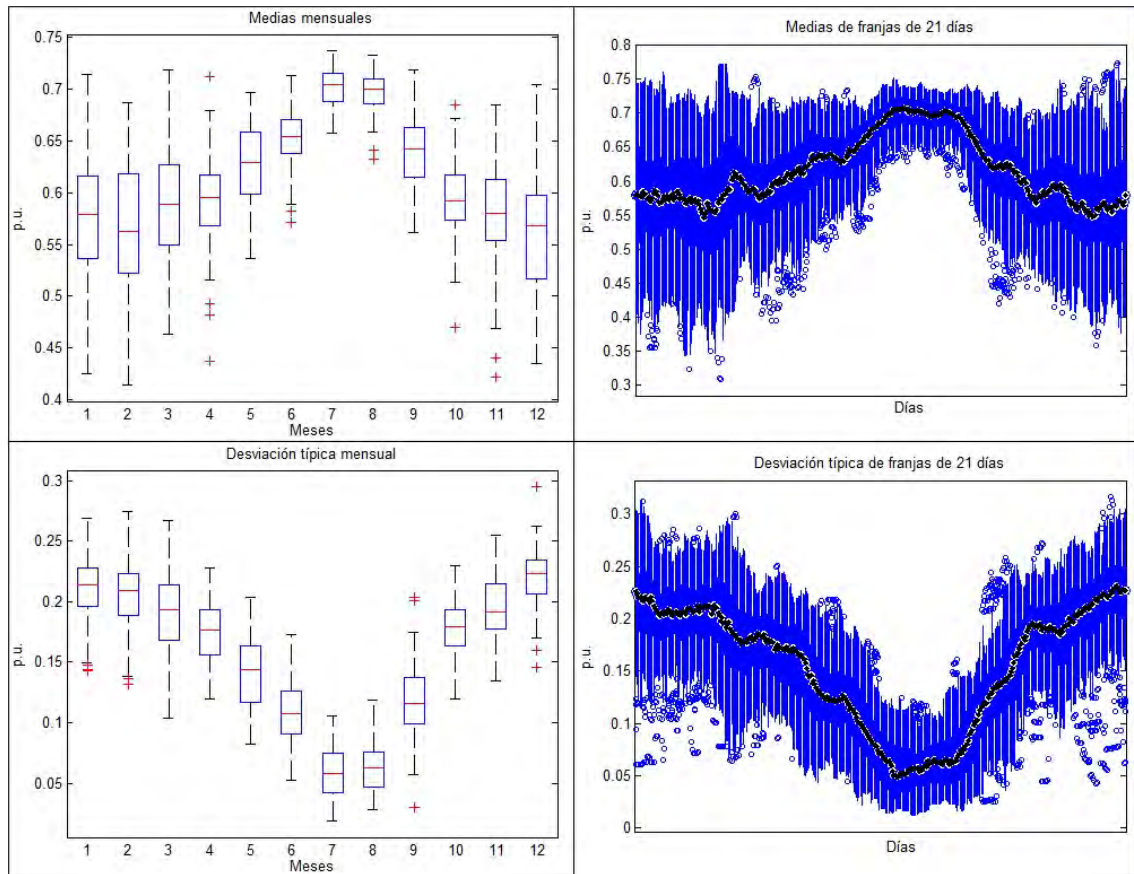 Medias mensuales
0.75
0.7
0.65
0.6
0.55
0.5
0.45
0.4
p.u.
1 2 3 4 5 6 7 8 9 10 11 12
Meses
Medias de franjas de 21 días
0.8
0.75
0.7
0.65
0.6
0.55
0.5
0.45
0.4
0.35
0.3
p.u.
Días
Desviación típica mensual
0.3
0.25
0.2
0.15
0.1
0.05
p.u.
1 2 3 4 5 6 7 8 9 10 11 12
Meses
Desviación típica de franjas de 21 días
0.3
0.25
0.2
0.15
0.1
0.05
0
p.u.
Días